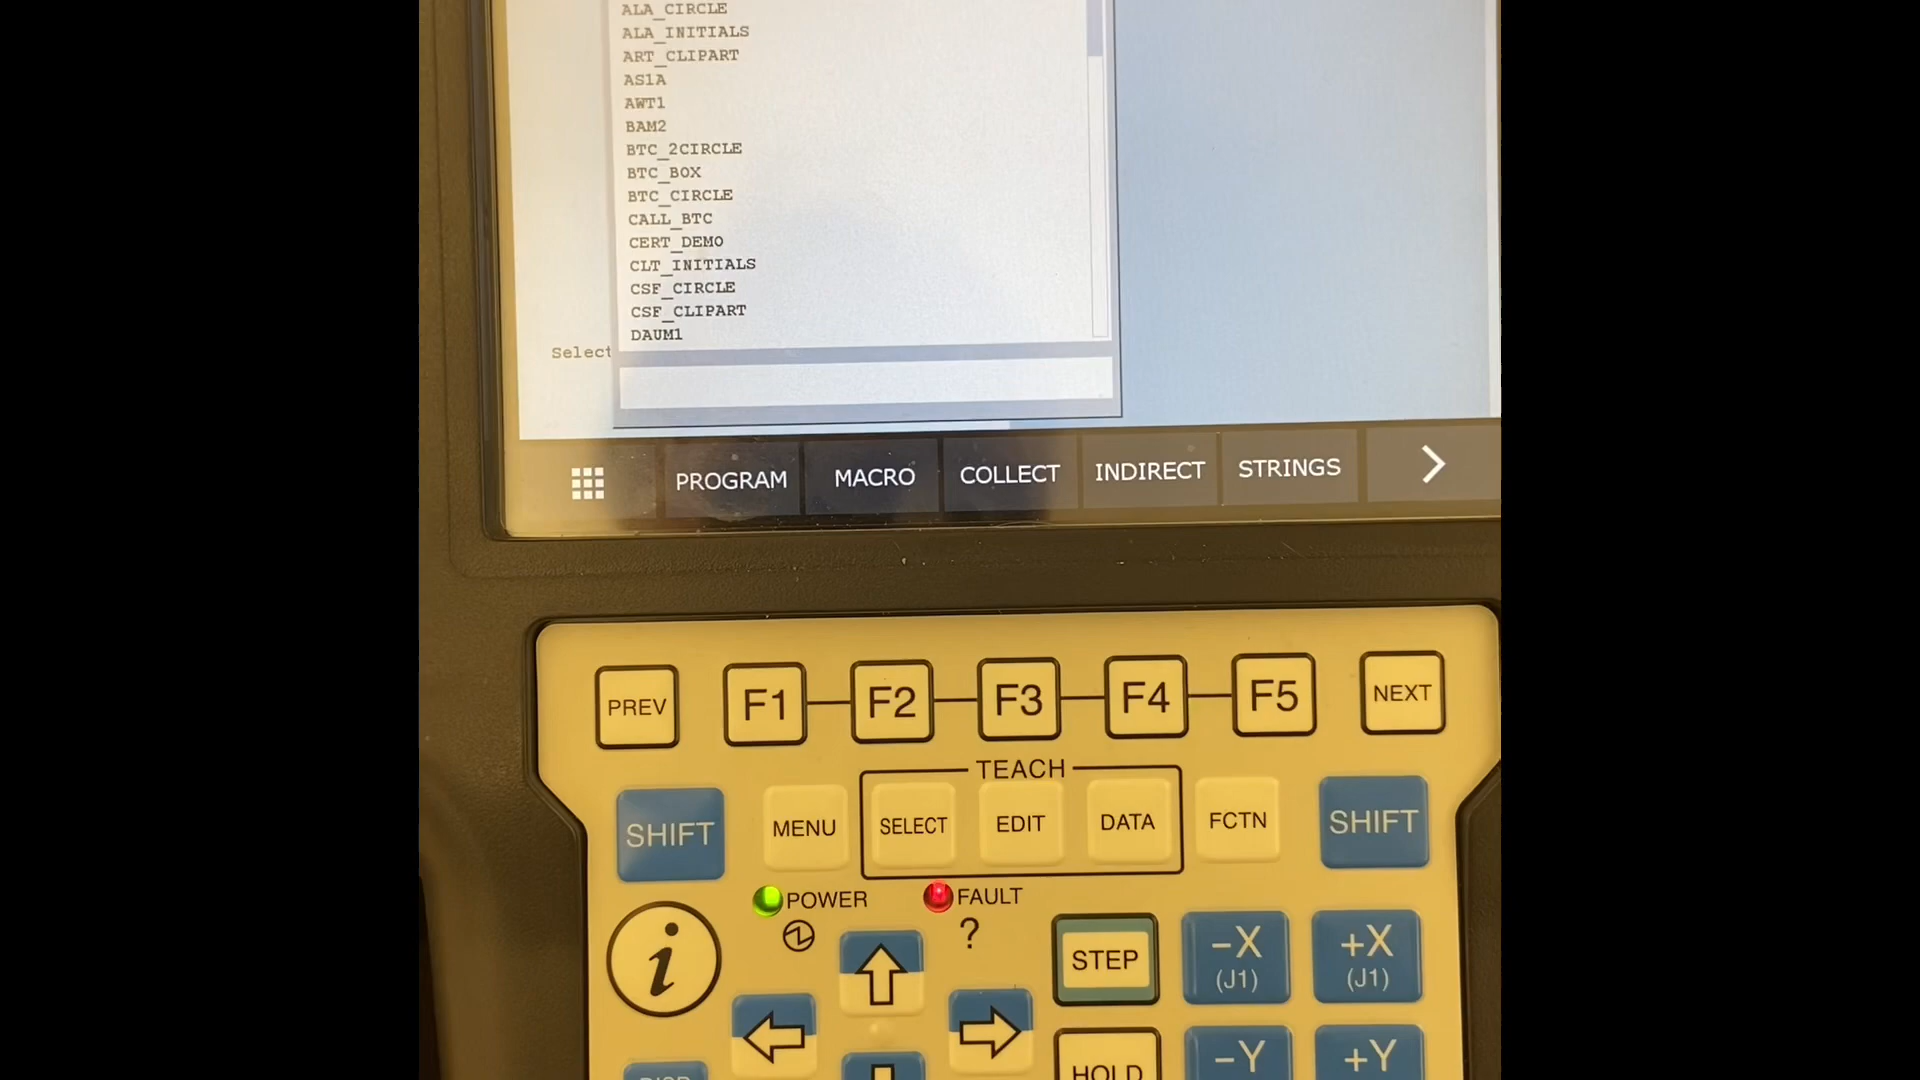 ALA_CIRCLE
ALA_INITIALS
ART_CLIPART
AS1A
AWT1
BAM2
BTC_2CIRCLE
BTC_BOX
BTC_CIRCLE
CALL_BTC
CERT_DEMO
CLT_INITIALS
CSF_CIRCLE
CSF_CLIPART
DAUM1
Select
PROGRAM MACRO COLLECT INDIRECT STRINGS
PREV F1 F2 F3 F4 F5 NEXT
TEACH
SHIFT MENU SELECT EDIT DATA FCTN SHIFT
POWER FAULT
i ? STEP -X (J1) +X (J1)
HOLD -Y +Y
DISP